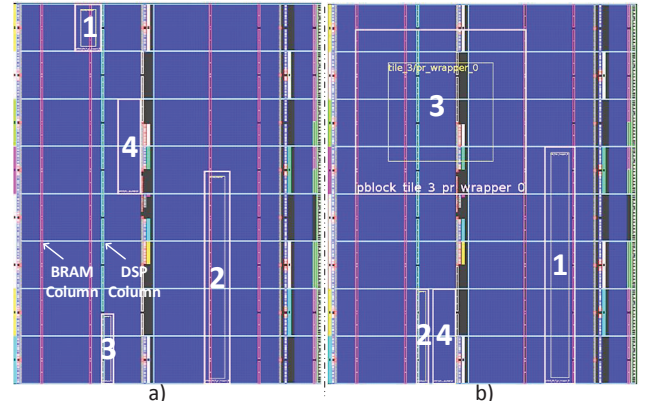 1
4
2
BRAM
Column
DSP
Column
3
a)
tile_3/pr_wrapper_0
3
pblock_tile_3_pr_wrapper_0
1
2 4
b)